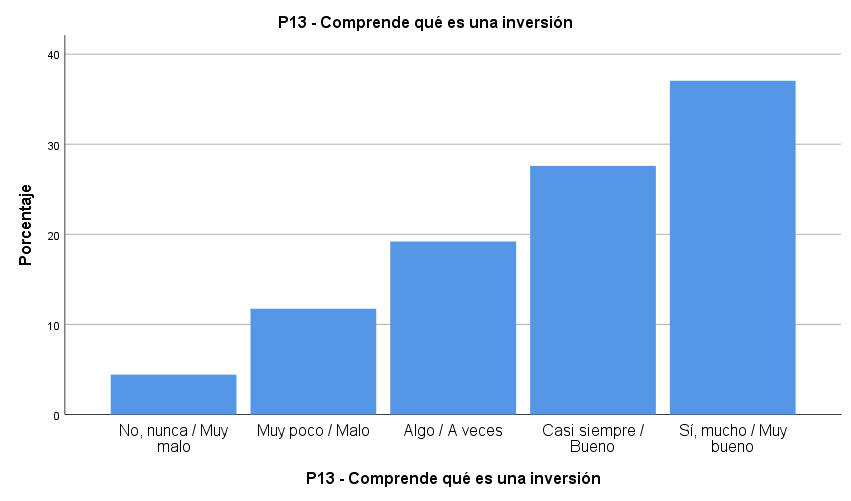 P13 - Comprende qué es una inversión
40
30
20
10
0
Porcentaje
No, nunca / Muy
malo
Muy poco / Malo
Algo / A veces
Casi siempre /
Bueno
Sí, mucho / Muy
bueno
P13 - Comprende qué es una inversión